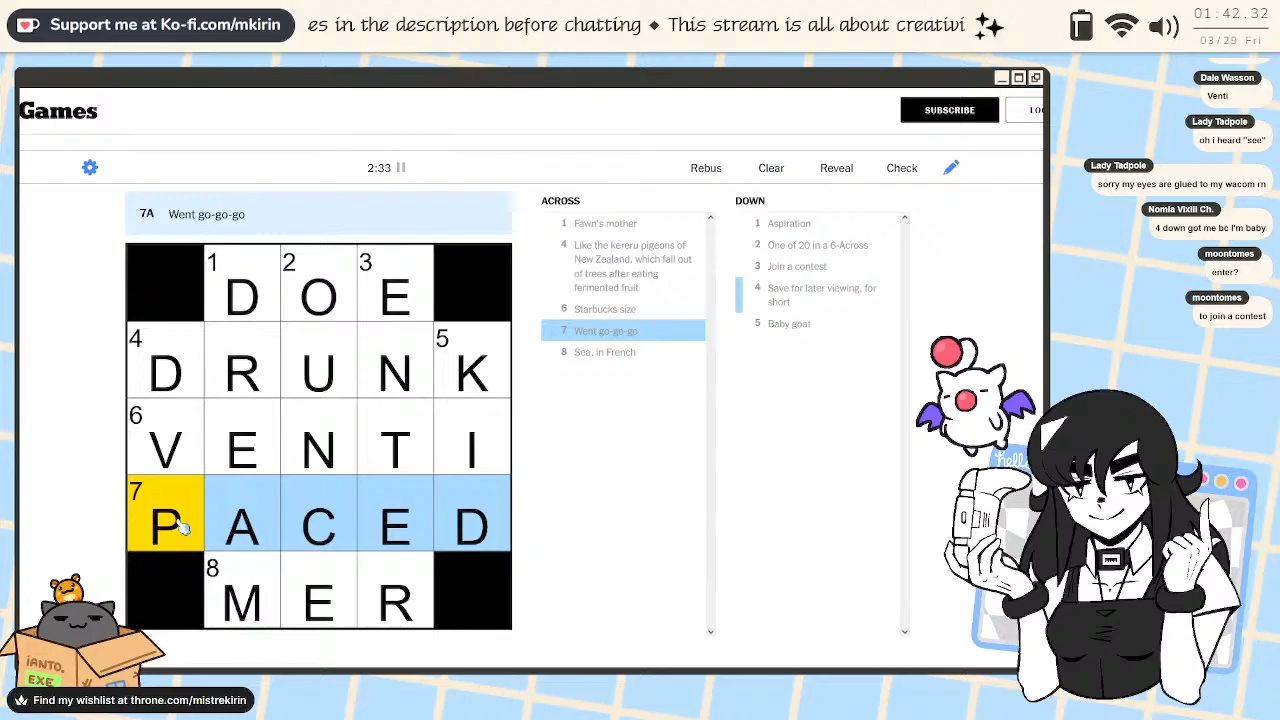 Support me at Ko-fi.com/mkirin
es in the description before chatting ◆ This stream is all about creativi
01:42.32
03/29 Fri
Games
SUBSCRIBE
LO
2:33
Rebus
Clear
Reveal
Check
7A Went go-go-go
1 2 3
D O E
4 5
D R U N K
6
V E N T I
7
P A C E D
8
M E R
ACROSS
1 Fawn's mother
4 Like the kereru pigeons of
New Zealand, which fall out
of trees after eating
fermented fruit
6 Starbucks size
7 Went go-go-go
8 Sea, in French
DOWN
1 Aspiration
2 One of 20 in a 6-Across
3 Join a contest
4 Save for later viewing, for
short
5 Baby goat
Dale Wasson
Venti
Lady Tadpole
oh i heard "see"
Lady Tadpole
sorry my eyes are glued to my wacom rn
Nomia Vixiii Ch.
4 down got me bc I'm baby
moontomes
enter?
moontomes
to join a contest
hello
iANTO.
EXE
Find my wishlist at throne.com/mistrekirin